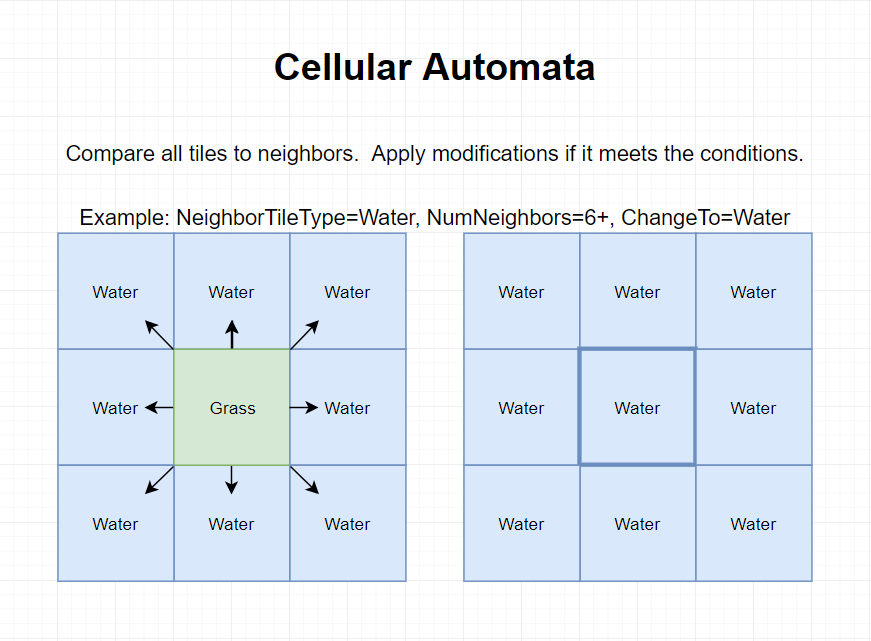 Cellular Automata
Compare all tiles to neighbors.  Apply modifications if it meets the conditions.
Example: NeighborTileType=Water, NumNeighbors=6+, ChangeTo=Water
Water Water Water
Water Grass Water
Water Water Water
Water Water Water
Water Water Water
Water Water Water